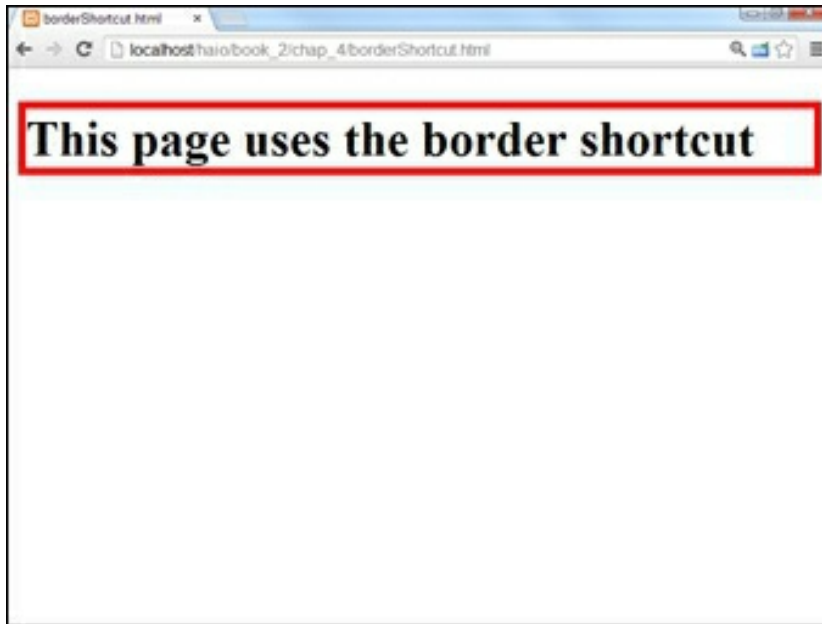 borderShortcut.html
localhost/haio/book_2/chap_4/borderShortcut.html
This page uses the border shortcut